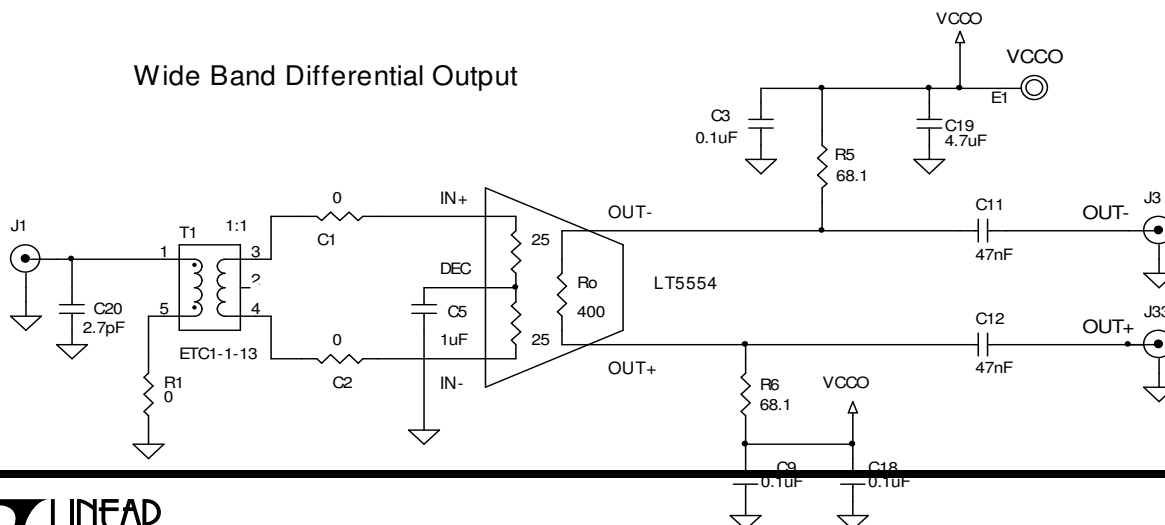 VCCO
Wide Band Differential Output
VCCO
E1
C3
0.1uF
C19
4.7uF
R5
68.1
J1
T1
1:1
0
C1
IN+
OUT-
C11
47nF
OUT-
J3
1
3
2
5
4
C20
2.7pF
ETC1-1-13
R1
0
DEC
C5
1uF
25
25
Ro
400
LT5554
0
C2
IN-
OUT+
C12
47nF
OUT+
J33
R6
68.1
VCCO
C9
0.1uF
C18
0.1uF